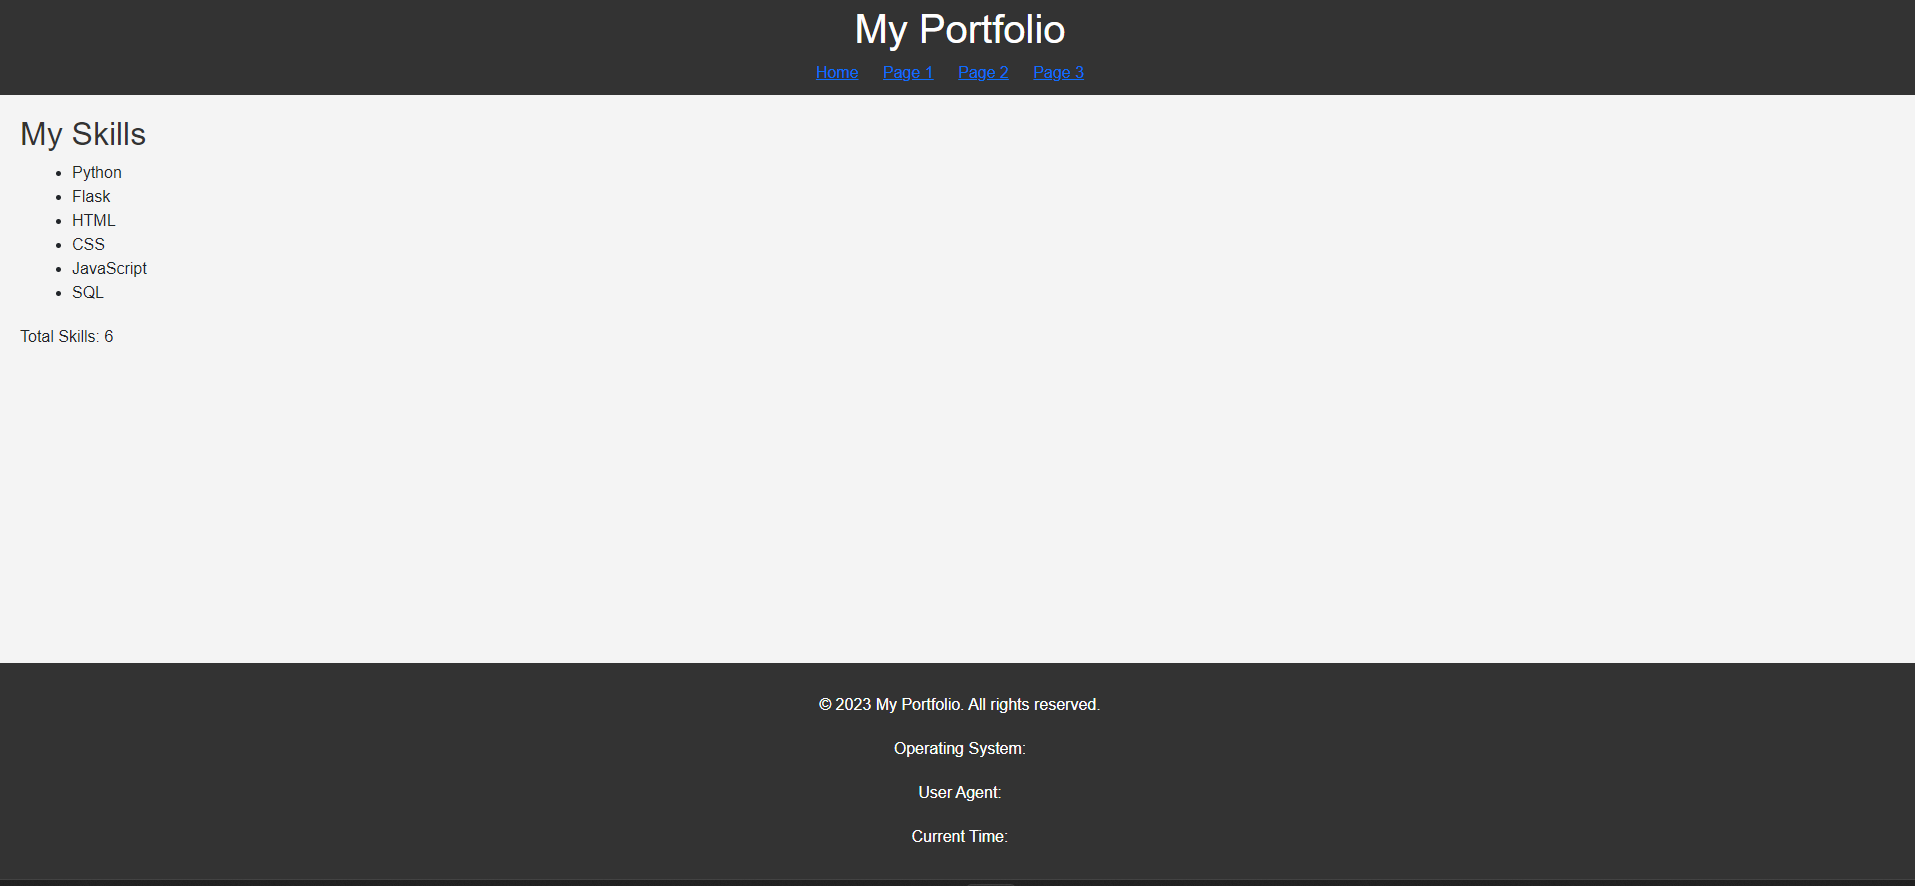 My Portfolio
Home Page 1 Page 2 Page 3
My Skills
Python
Flask
HTML
CSS
JavaScript
SQL
Total Skills: 6
© 2023 My Portfolio. All rights reserved.
Operating System:
User Agent:
Current Time: